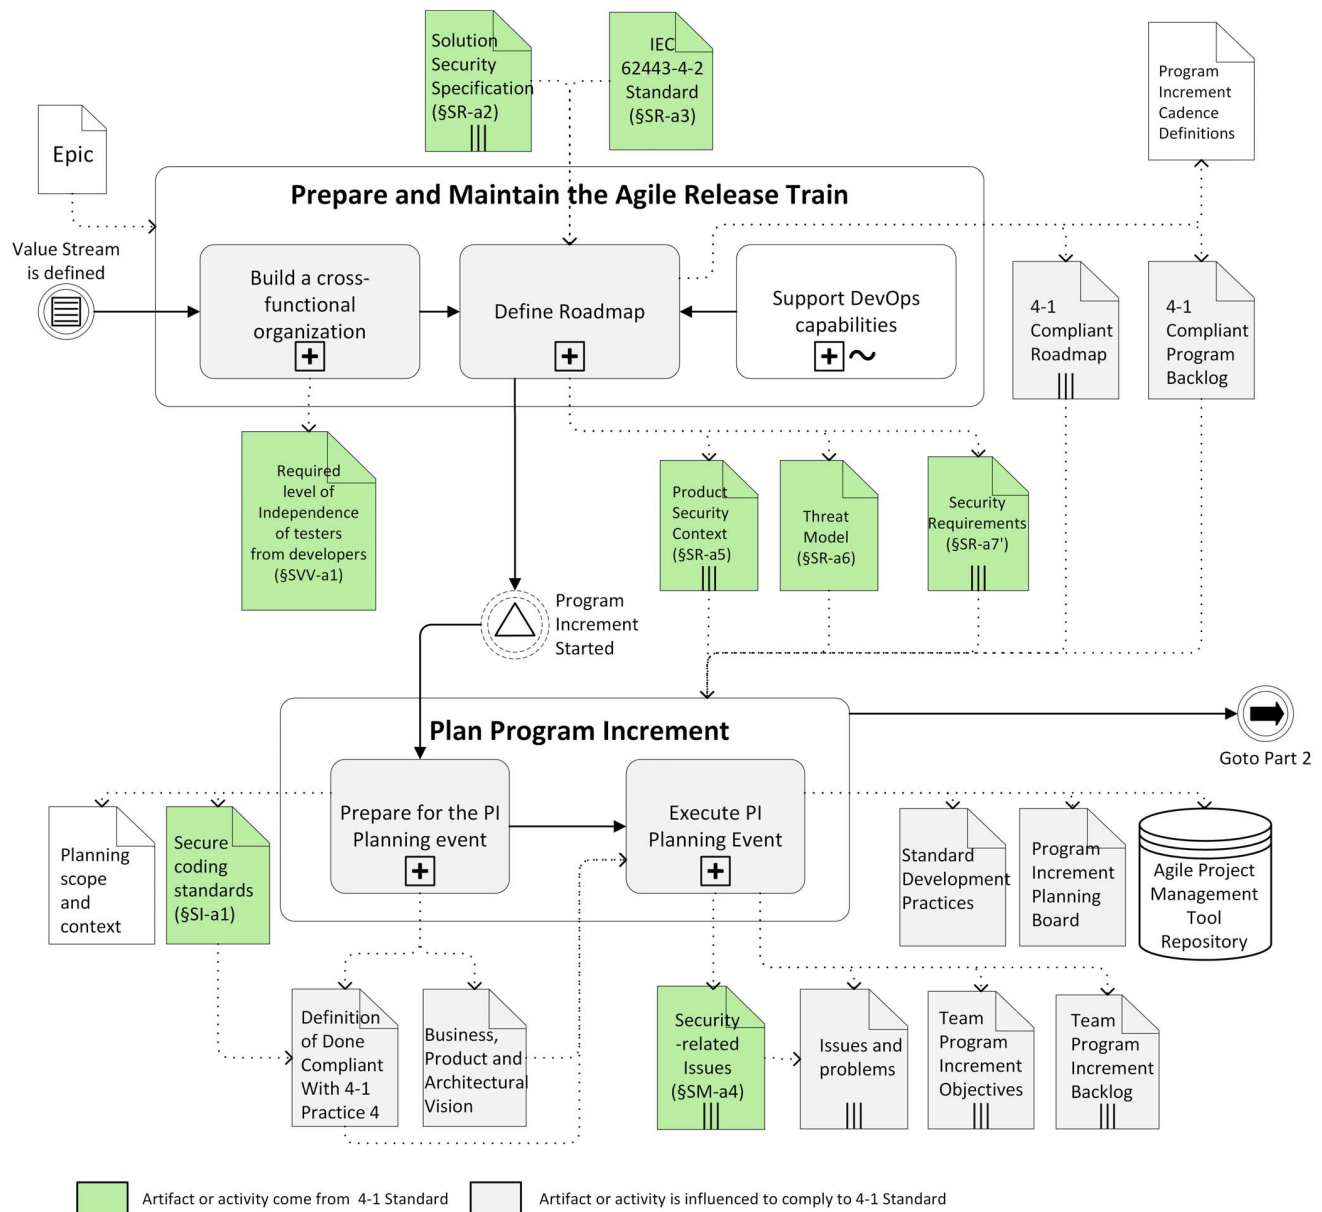 Solution
Security
Specification
(§SR-a2)
IEC
62443-4-2
Standard
(§SR-a3)
Program
Increment
Cadence
Definitions
Epic
Prepare and Maintain the Agile Release Train
Value Stream
is defined
Build a cross-
functional
organization
Define Roadmap
Support DevOps
capabilities
4-1
Compliant
Roadmap
4-1
Compliant
Program
Backlog
Required
level of
Independence
of testers
from developers
(§SVV-a1)
Product
Security
Context
(§SR-a5)
Threat
Model
(§SR-a6)
Security
Requirements
(§SR-a7')
Program
Increment
Started
Plan Program Increment
Goto Part 2
Prepare for the PI
Planning event
Execute PI
Planning Event
Planning
scope
and
context
Secure
coding
standards
(§SI-a1)
Standard
Development
Practices
Program
Increment
Planning
Board
Agile Project
Management
Tool
Repository
Definition
of Done
Compliant
With 4-1
Practice 4
Business,
Product and
Architectural
Vision
Security
-related
Issues
(§SM-a4)
Issues and
problems
Team
Program
Increment
Objectives
Team
Program
Increment
Backlog
Artifact or activity come from 4-1 Standard
Artifact or activity is influenced to comply to 4-1 Standard